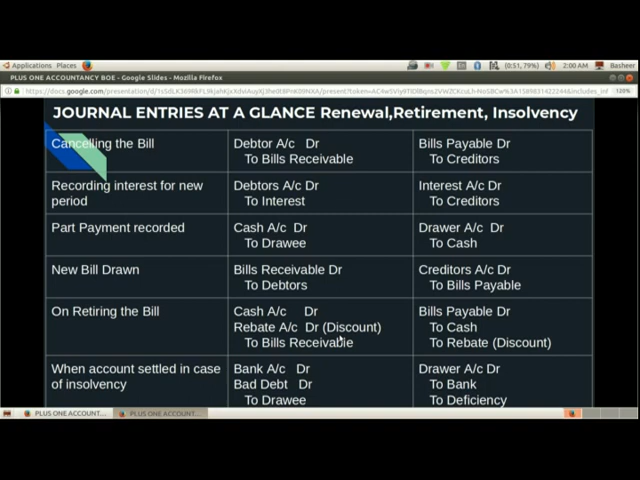 Applications Places
(0:51, 79%) 2:00 AM Basheer
PLUS ONE ACCOUNTANCY BOE - Google Slides - Mozilla Firefox
120%
JOURNAL ENTRIES AT A GLANCE Renewal,Retirement, Insolvency
Cancelling the Bill
Debtor A/c Dr
To Bills Receivable
Bills Payable Dr
To Creditors
Recording interest for new
period
Debtors A/c Dr
To Interest
Interest A/c Dr
To Creditors
Part Payment recorded
Cash A/c Dr
To Drawee
Drawer A/c Dr
To Cash
New Bill Drawn
Bills Receivable Dr
To Debtors
Creditors A/c Dr
To Bills Payable
On Retiring the Bill
Cash A/c Dr
Rebate A/c Dr (Discount)
To Bills Receivable
Bills Payable Dr
To Cash
To Rebate (Discount)
When account settled in case
of insolvency
Bank A/c Dr
Bad Debt Dr
To Drawee
Drawer A/c Dr
To Bank
To Deficiency
PLUS ONE ACCOUNT... PLUS ONE ACCOUNT...